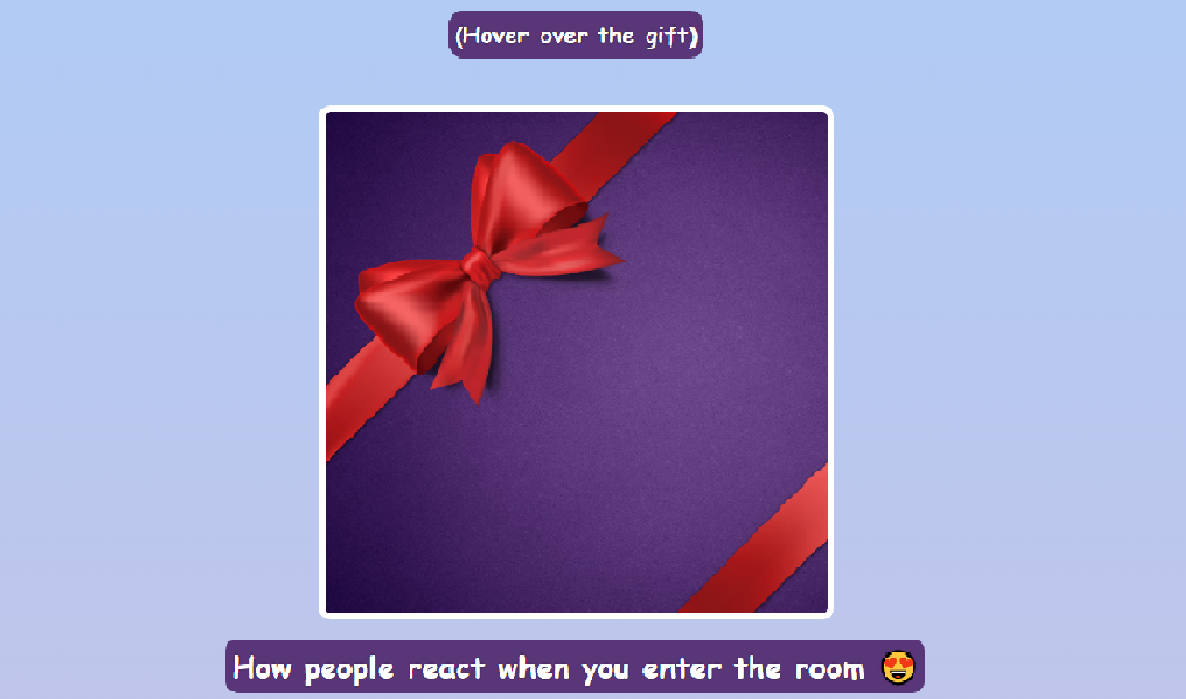 (Hover over the gift)
How people react when you enter the room 😍